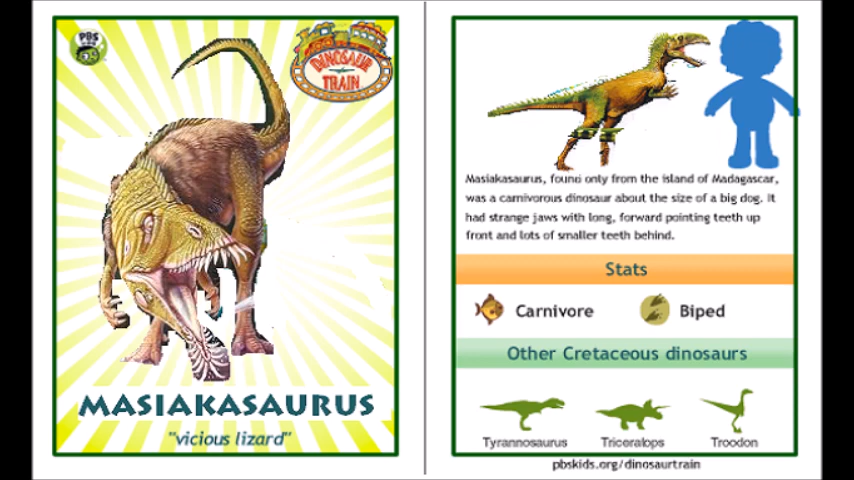 PBS
KIDS
DINOSAUR
TRAIN
MASIAKASAURUS
"vicious lizard"
Masiakasaurus, found only from the island of Madagascar,
was a carnivorous dinosaur about the size of a big dog. It
had strange jaws with long, forward pointing teeth up
front and lots of smaller teeth behind.
Stats
Carnivore Biped
Other Cretaceous dinosaurs
Tyrannosaurus Triceratops Troodon
pbskids.org/dinosaurtrain